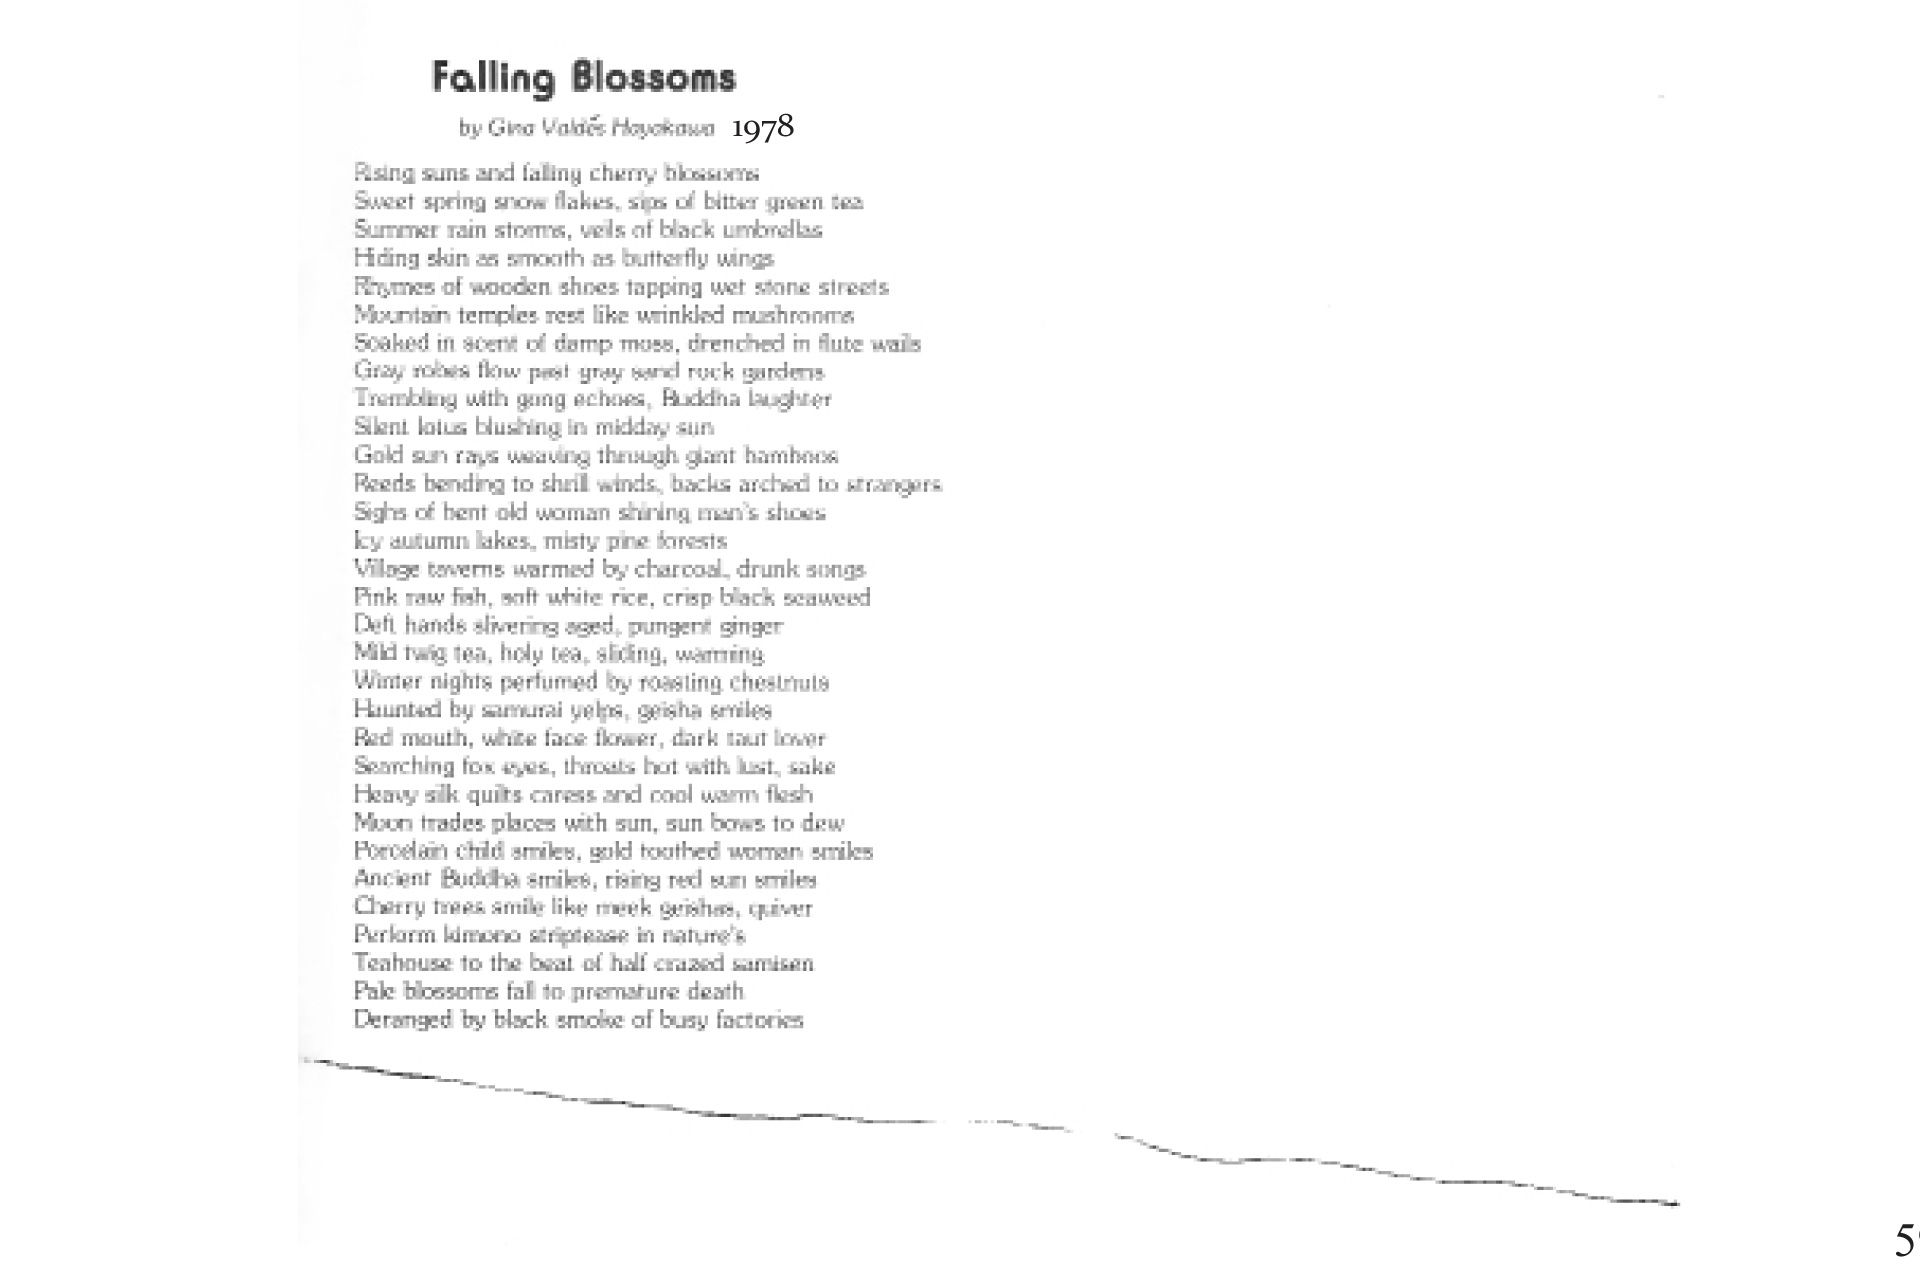 Falling Blossoms
by Gina Valdés Hayakawa 1978
Rising suns and falling cherry blossoms
Sweet spring snow flakes, sips of bitter green tea
Summer rain storms, veils of black umbrellas
Hiding skin as smooth as butterfly wings
Rhymes of wooden shoes tapping wet stone streets
Mountain temples rest like wrinkled mushrooms
Soaked in scent of damp moss, drenched in flute wails
Gray robes flow past gray sand rock gardens
Trembling with gong echoes, Buddha laughter
Silent lotus blushing in midday sun
Gold sun rays weaving through giant bamboos
Reeds bending to shrill winds, backs arched to strangers
Sighs of bent old woman shining man's shoes
Icy autumn lakes, misty pine forests
Village taverns warmed by charcoal, drunk songs
Pink raw fish, soft white rice, crisp black seaweed
Deft hands slivering aged, pungent ginger
Mild twig tea, holy tea, sliding, warming
Winter nights perfumed by roasting chestnuts
Haunted by samurai yelps, geisha smiles
Red mouth, white face flower, dark taut lover
Searching fox eyes, throats hot with lust, sake
Heavy silk quilts caress and cool warm flesh
Moon trades places with sun, sun bows to dew
Porcelain child smiles, gold toothed woman smiles
Ancient Buddha smiles, rising red sun smiles
Cherry trees smile like meek geishas, quiver
Perform kimono striptease in nature's
Teahouse to the beat of half crazed samisen
Pale blossoms fall to premature death
Deranged by black smoke of busy factories